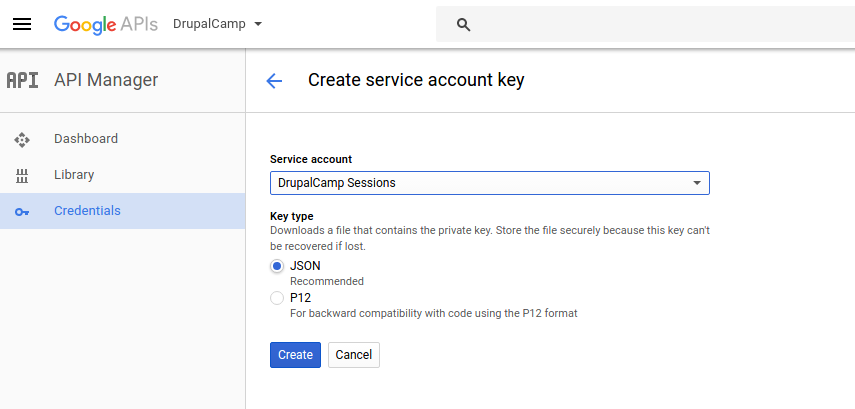 Google APIs DrupalCamp
API API Manager
Create service account key
Dashboard
Library
Credentials
Service account
DrupalCamp Sessions
Key type
Downloads a file that contains the private key. Store the file securely because this key can't
be recovered if lost.
JSON
Recommended
P12
For backward compatibility with code using the P12 format
Create Cancel